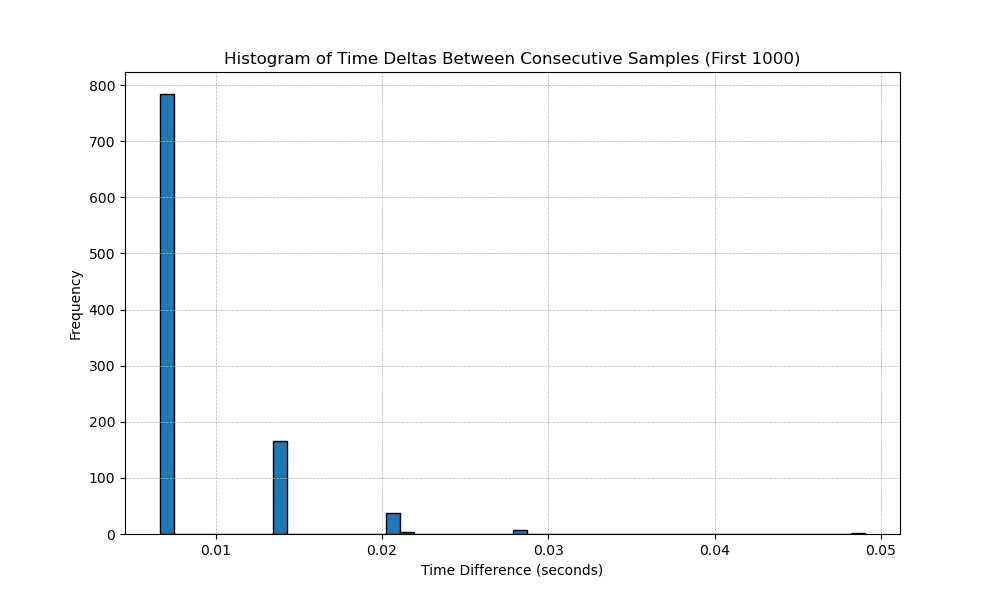 Histogram of Time Deltas Between Consecutive Samples (First 1000)
800
700
600
500
400
300
200
100
0
Frequency
0.01 0.02 0.03 0.04 0.05
Time Difference (seconds)